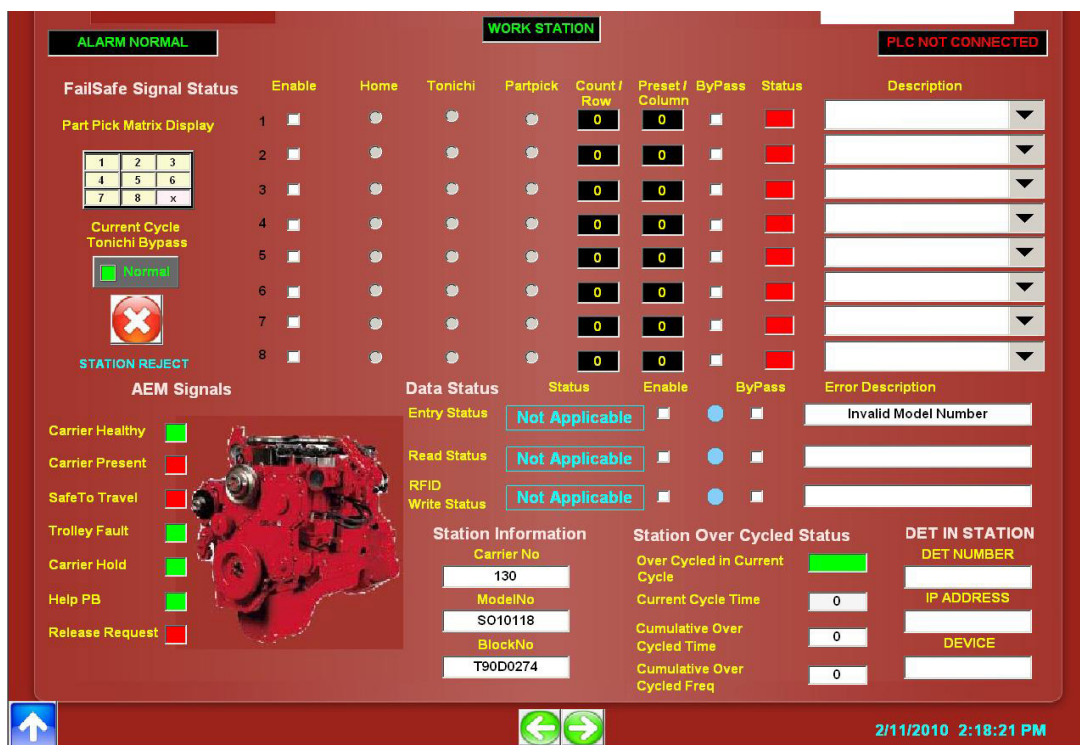 WORK STATION
ALARM NORMAL
PLC NOT CONNECTED
FailSafe Signal Status
Enable Home Tonichi Partpick Count / Row Preset / Column ByPass Status Description
Part Pick Matrix Display
1 0 0
2 0 0
3 0 0
4 0 0
5 0 0
6 0 0
7 0 0
8 0 0
1 2 3
4 5 6
7 8 x
Current Cycle
Tonichi Bypass
Normal
STATION REJECT
AEM Signals
Carrier Healthy
Carrier Present
SafeTo Travel
Trolley Fault
Carrier Hold
Help PB
Release Request
Data Status Status Enable ByPass Error Description
Entry Status Not Applicable Invalid Model Number
Read Status Not Applicable
RFID
Write Status Not Applicable
Station Information
Carrier No
130
ModelNo
SO10118
BlockNo
T90D0274
Station Over Cycled Status
Over Cycled in Current
Cycle
Current Cycle Time 0
Cumulative Over
Cycled Time 0
Cumulative Over
Cycled Freq 0
DET IN STATION
DET NUMBER
IP ADDRESS
DEVICE
2/11/2010 2:18:21 PM